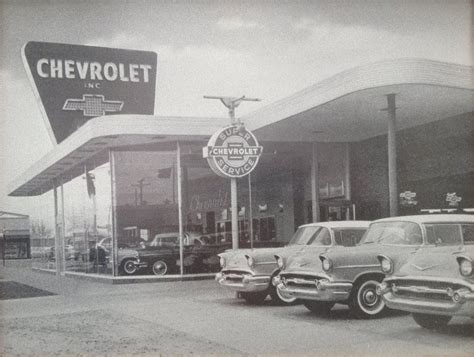 CHEVROLET
INC
SUPER
CHEVROLET
SERVICE